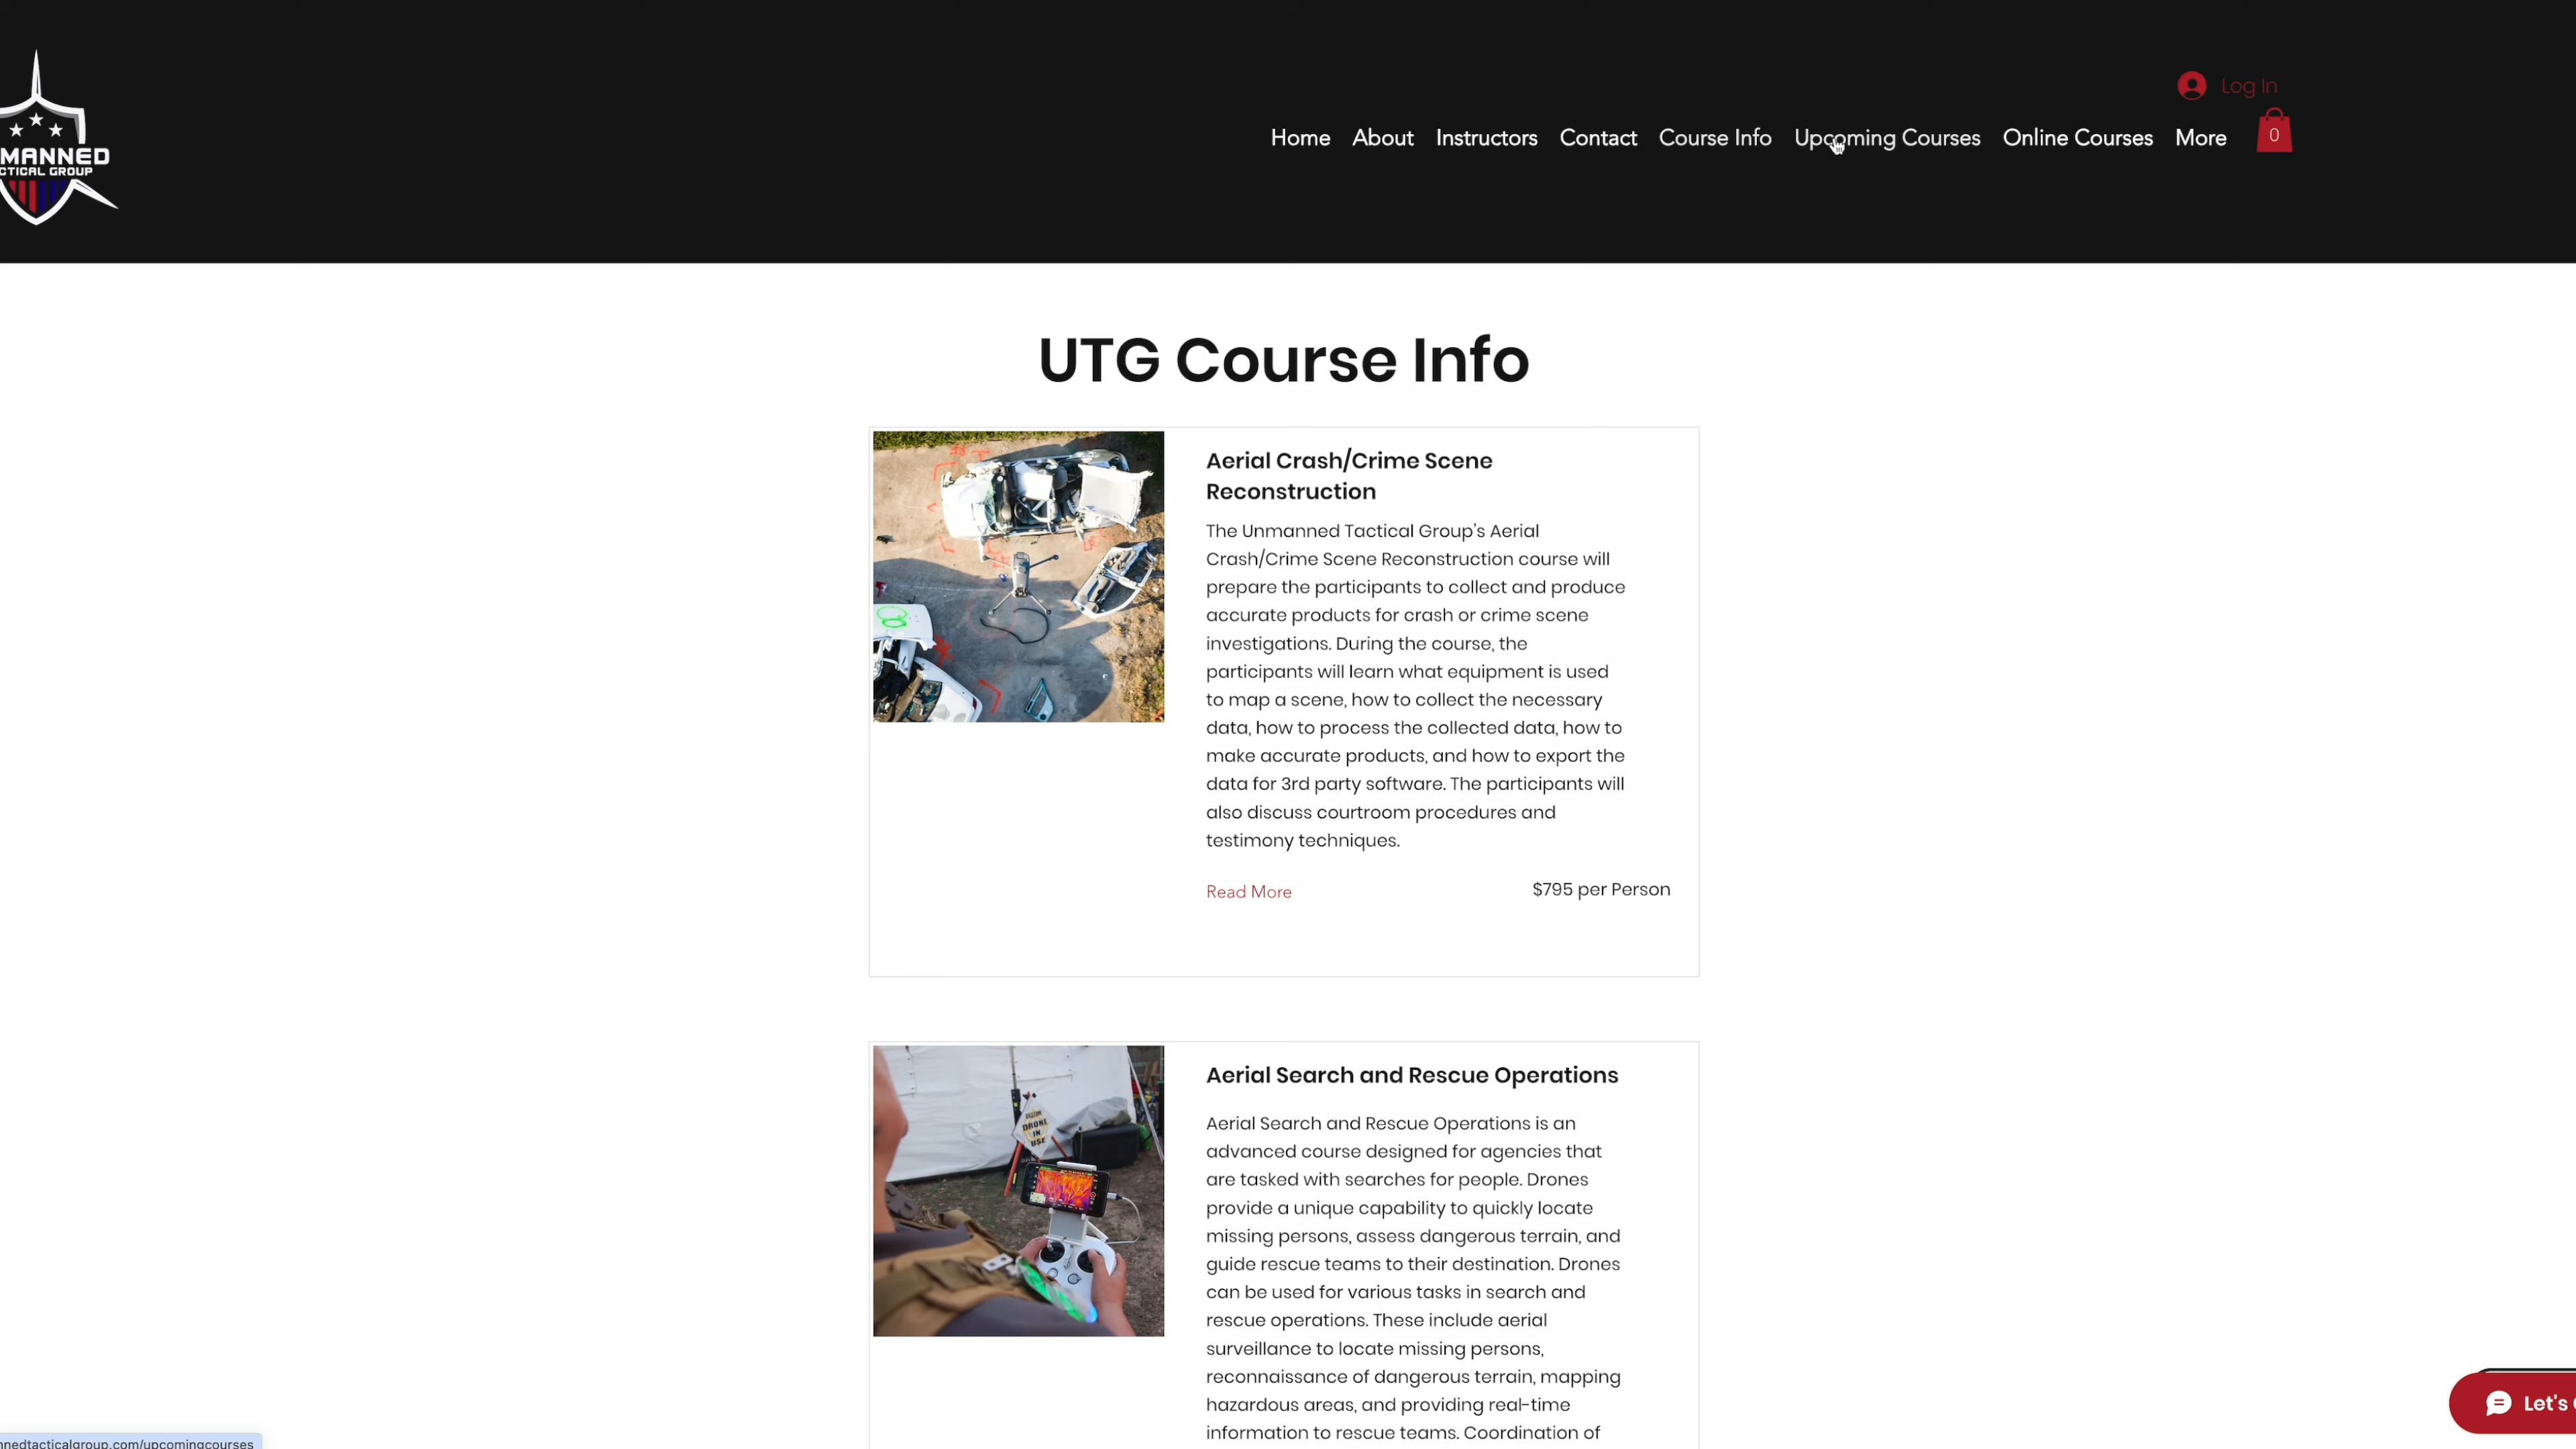 Log In
MANNED
CTICAL GROUP
Home About Instructors Contact Course Info Upcoming Courses Online Courses More 0
UTG Course Info
Aerial Crash/Crime Scene
Reconstruction
The Unmanned Tactical Group's Aerial
Crash/Crime Scene Reconstruction course will
prepare the participants to collect and produce
accurate products for crash or crime scene
investigations. During the course, the
participants will learn what equipment is used
to map a scene, how to collect the necessary
data, how to process the collected data, how to
make accurate products, and how to export the
data for 3rd party software. The participants will
also discuss courtroom procedures and
testimony techniques.
Read More $795 per Person
Aerial Search and Rescue Operations
DRONE
IN
USE
Aerial Search and Rescue Operations is an
advanced course designed for agencies that
are tasked with searches for people. Drones
provide a unique capability to quickly locate
missing persons, assess dangerous terrain, and
guide rescue teams to their destination. Drones
can be used for various tasks in search and
rescue operations. These include aerial
surveillance to locate missing persons,
reconnaissance of dangerous terrain, mapping
hazardous areas, and providing real-time
information to rescue teams. Coordination of
Let's
nnedtacticalgroup.com/upcomingcourses